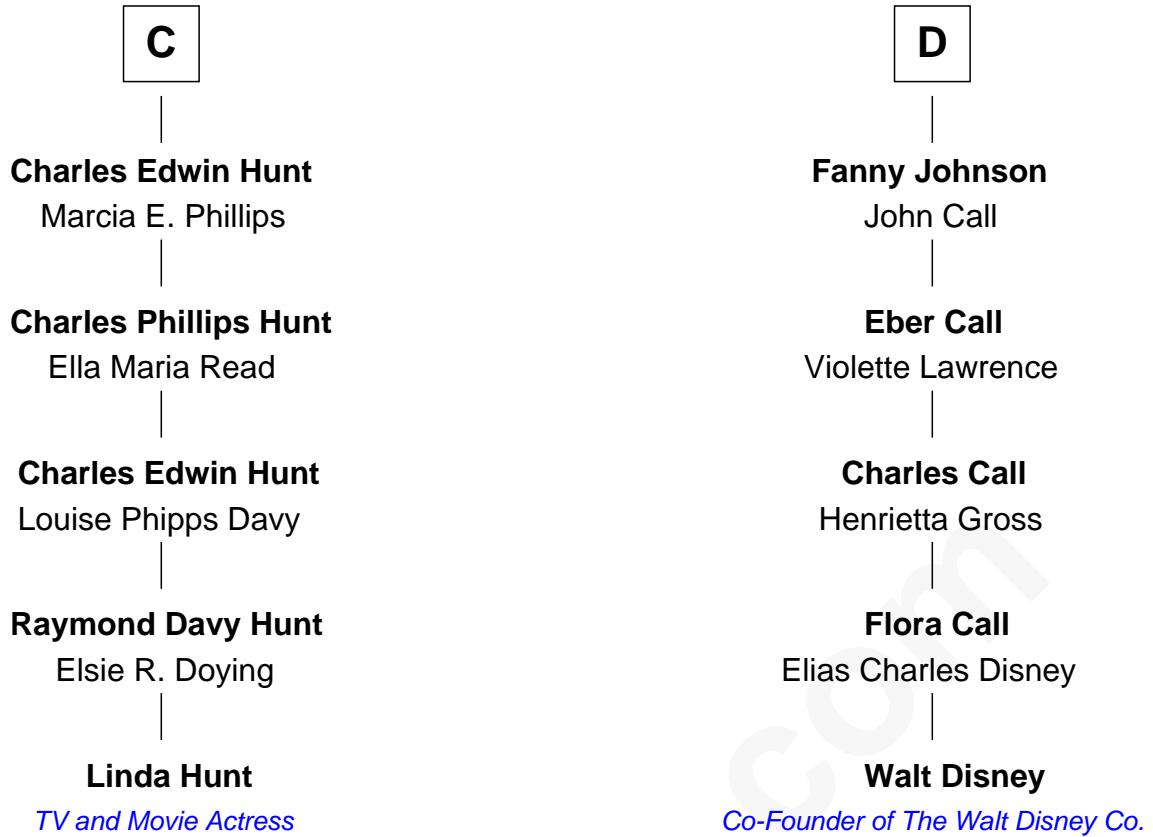 C
Charles Edwin Hunt
Marcia E. Phillips
Charles Phillips Hunt
Ella Maria Read
Charles Edwin Hunt
Louise Phipps Davy
Raymond Davy Hunt
Elsie R. Doying
Linda Hunt
TV and Movie Actress
D
Fanny Johnson
John Call
Eber Call
Violette Lawrence
Charles Call
Henrietta Gross
Flora Call
Elias Charles Disney
Walt Disney
Co-Founder of The Walt Disney Co.
com